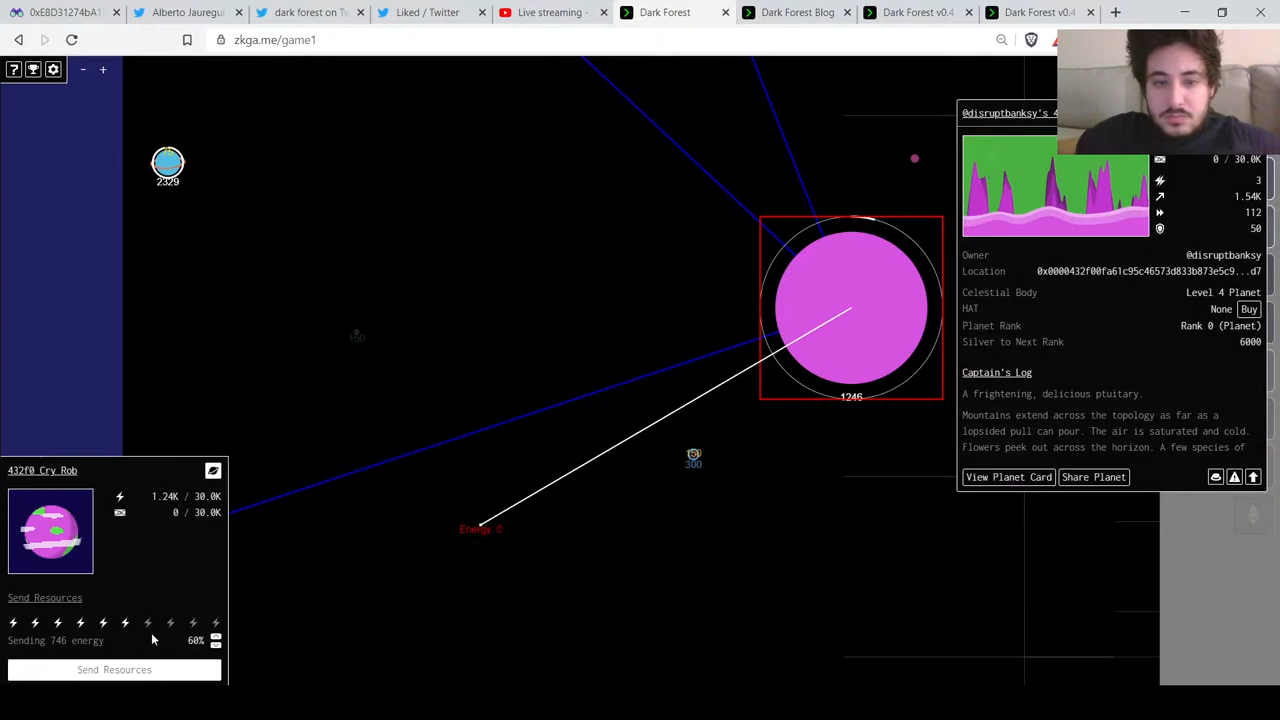 0xE8D31274bA15
Alberto Jauregu
dark forest on Tw
Liked / Twitter
Live streaming -
Dark Forest
Dark Forest Blog
Dark Forest v0.4
Dark Forest v0.4
zkga.me/game1
? - +
2329
150
1246
300
Energy 0
@disruptbanksy's 4
0 / 30.0K
3
1.54K
112
50
Owner @disruptbanksy
Location 0x0000432f00fa61c95c46573d833b873e5c9...d7
Celestial Body Level 4 Planet
HAT None Buy
Planet Rank Rank 0 (Planet)
Silver to Next Rank 6000
Captain's Log
A frightening, delicious ptuitary.
Mountains extend across the topology as far as a
lopsided pull can pour. The air is saturated and cold.
Flowers peek out across the horizon. A few species of
View Planet Card Share Planet
432f0 Cry Rob
1.24K / 30.0K
0 / 30.0K
Send Resources
Sending 746 energy 60%
Send Resources